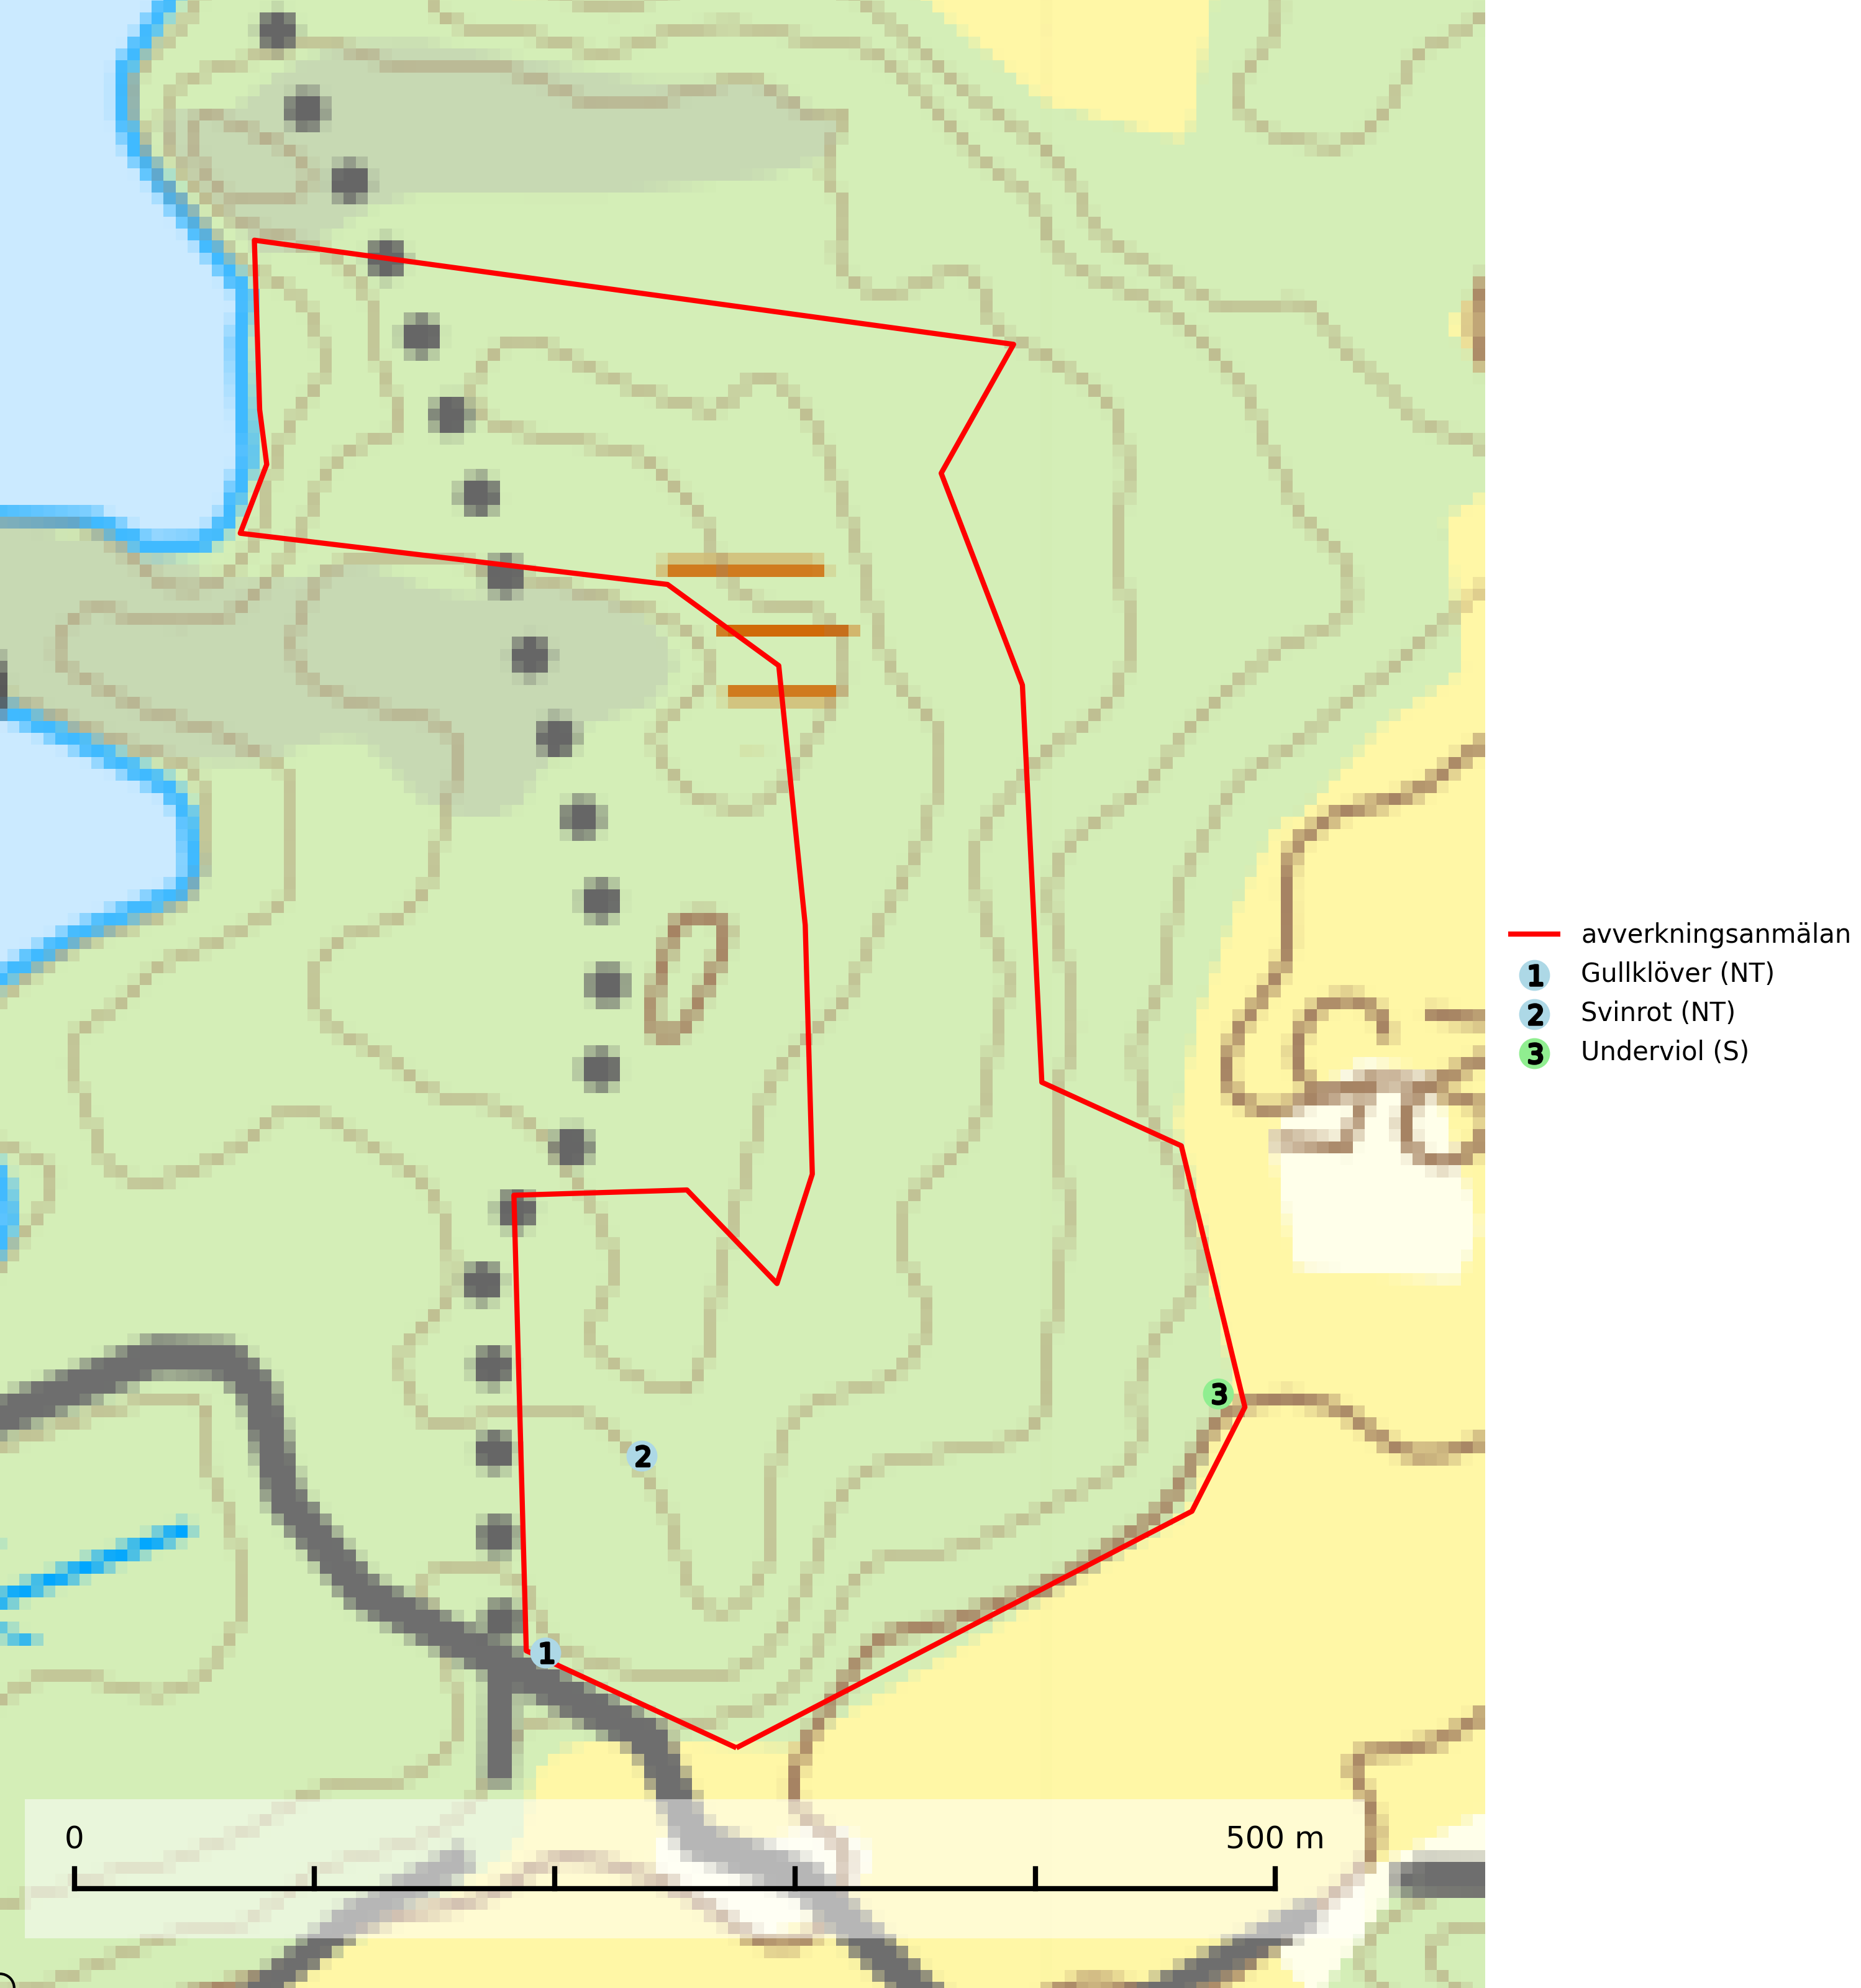 avverkningsanmälan
1 Gullklöver (NT)
2 Svinrot (NT)
3 Underviol (S)
3
2
1
0 500 m